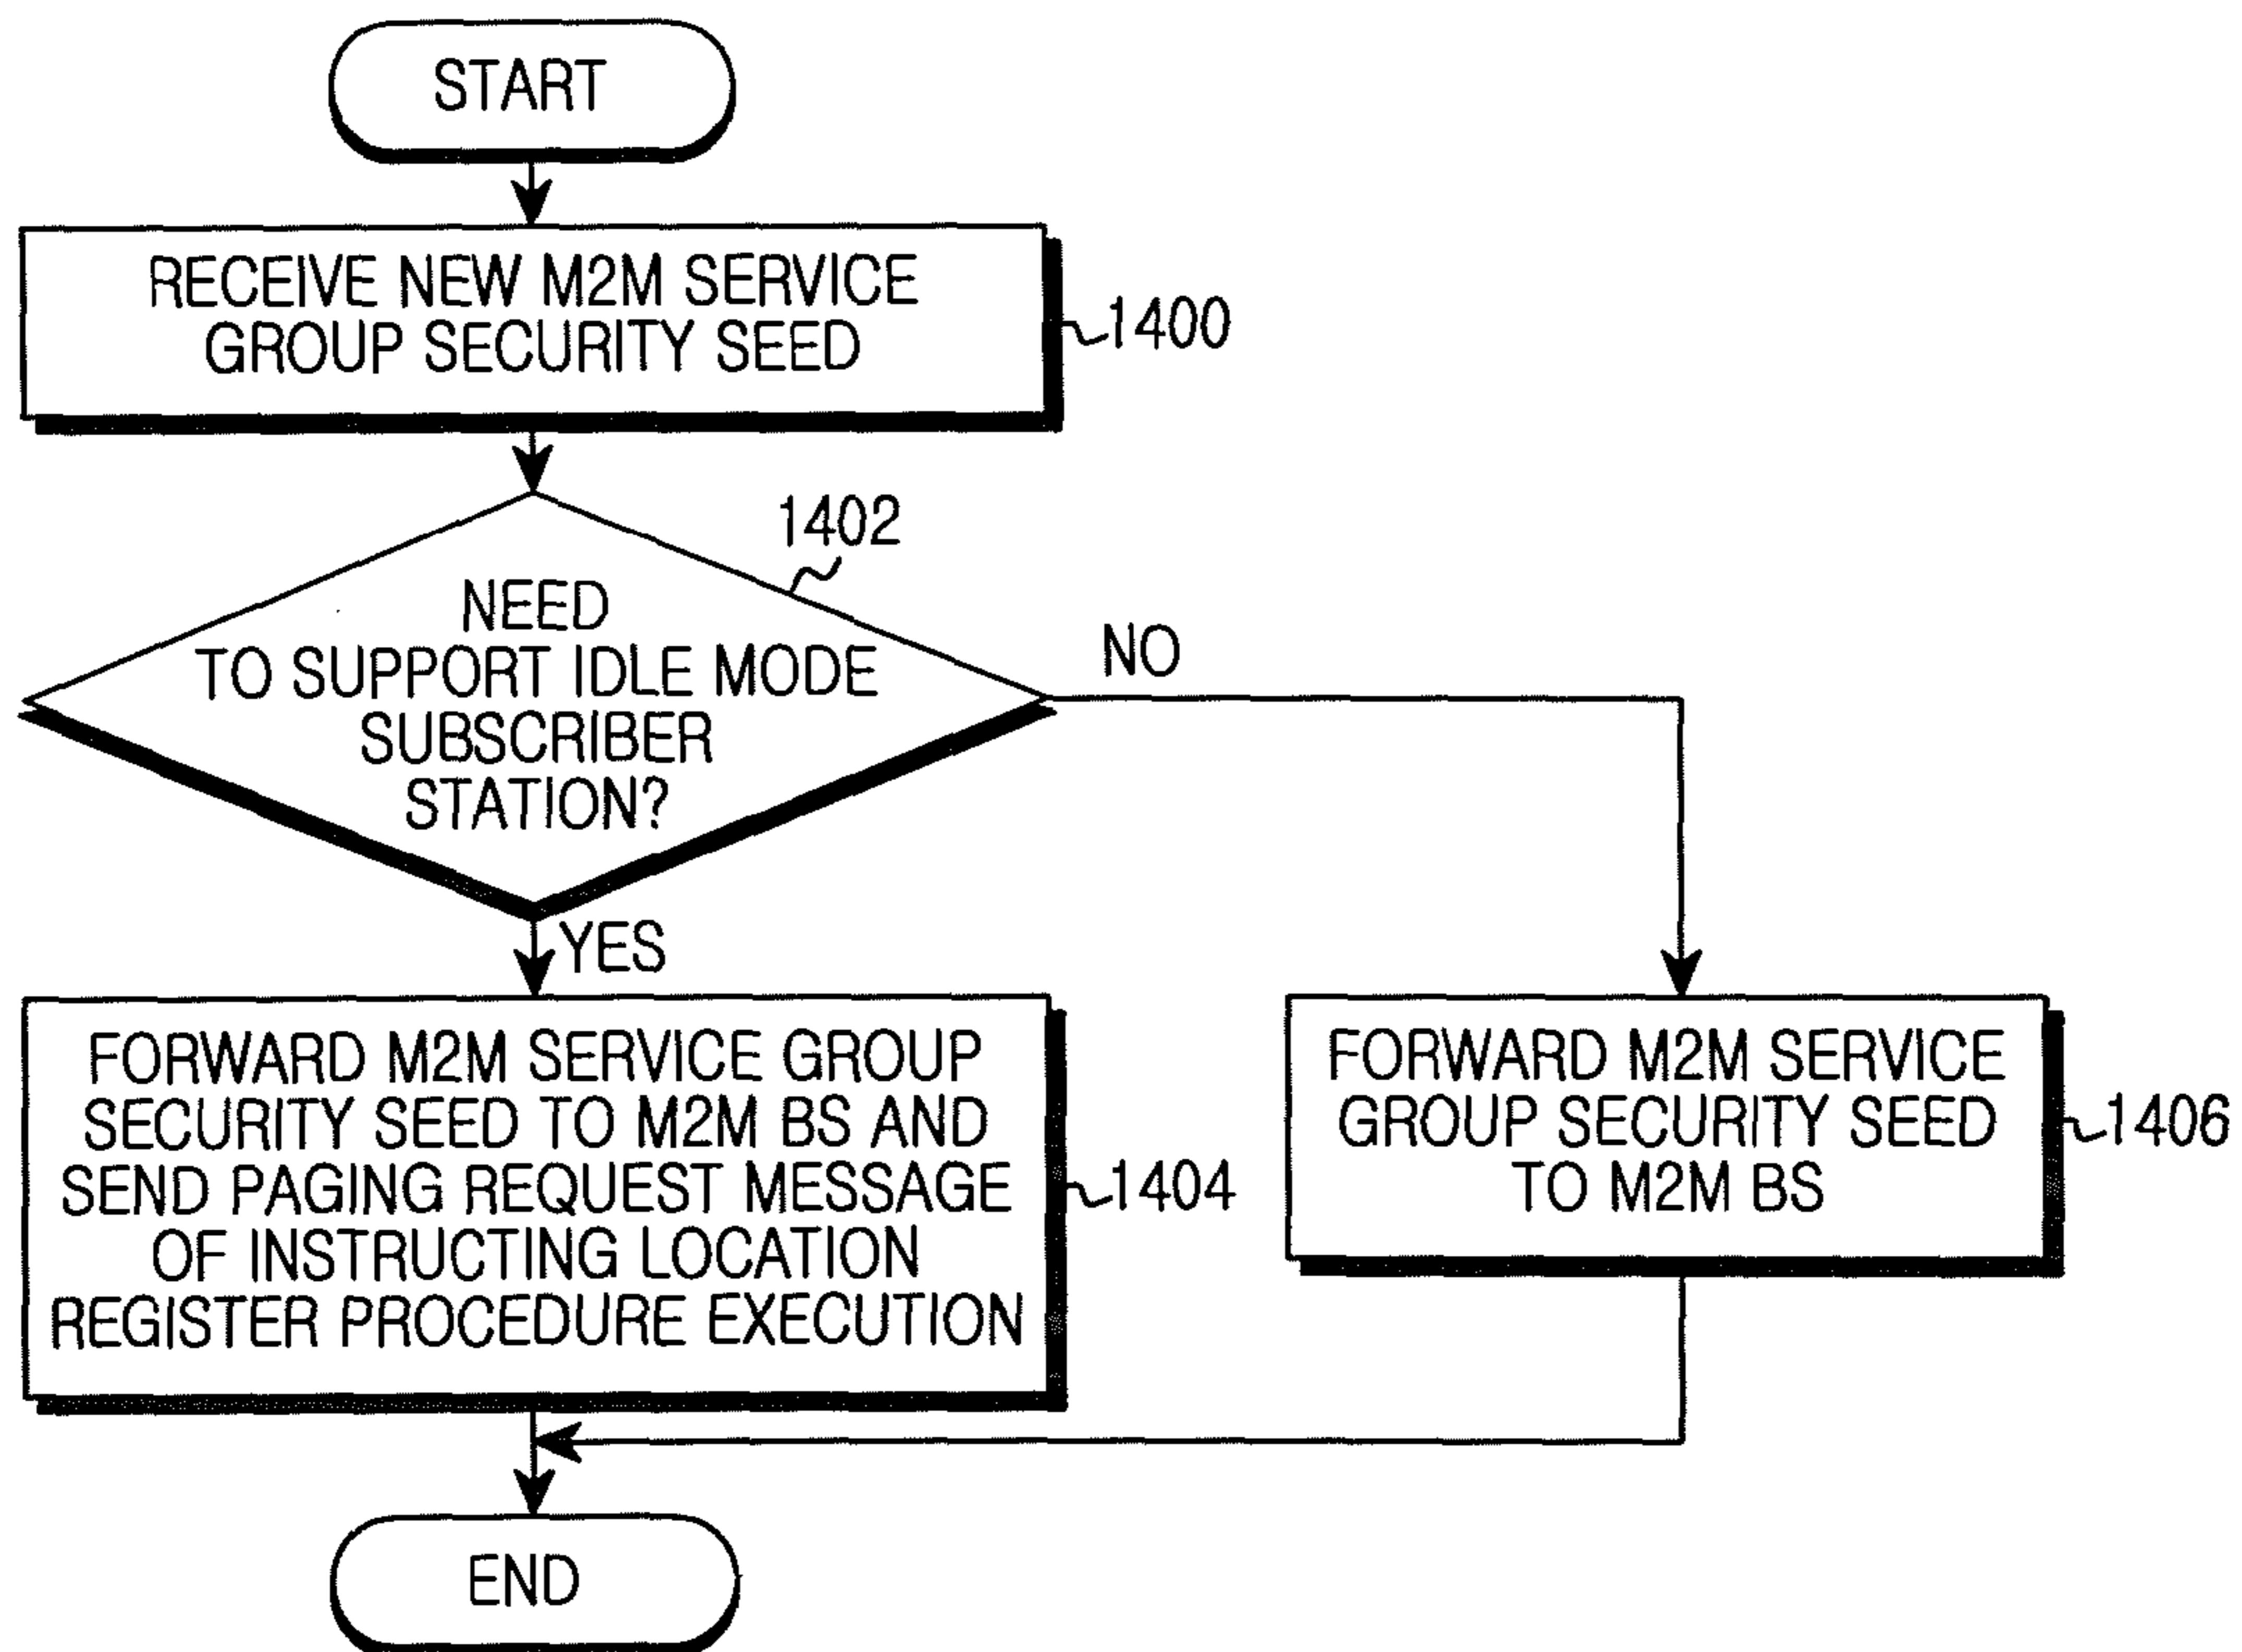 START
RECEIVE NEW M2M SERVICE
GROUP SECURITY SEED
1400
1402
NEED
TO SUPPORT IDLE MODE
SUBSCRIBER
STATION?
NO
YES
FORWARD M2M SERVICE GROUP
SECURITY SEED TO M2M BS AND
SEND PAGING REQUEST MESSAGE
OF INSTRUCTING LOCATION
REGISTER PROCEDURE EXECUTION
1404
FORWARD M2M SERVICE
GROUP SECURITY SEED
TO M2M BS
1406
END